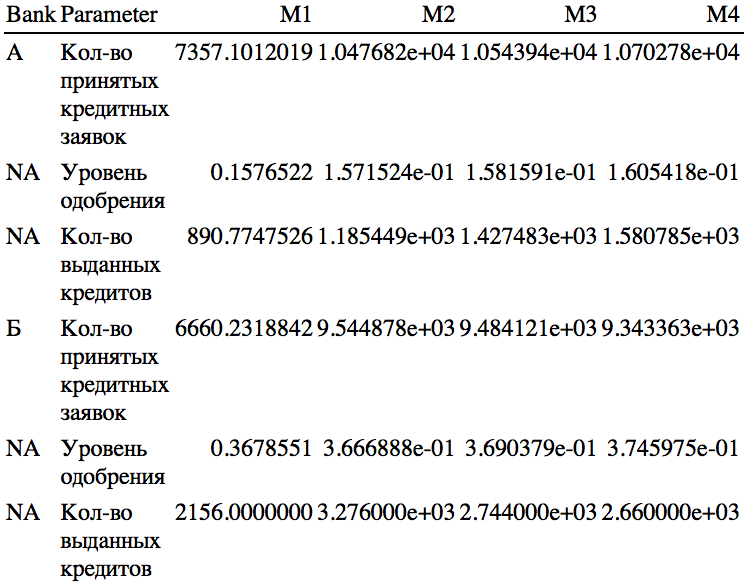 Bank Parameter M1 M2 M3 M4
А Кол-во 7357.1012019 1.047682e+04 1.054394e+04 1.070278e+04
принятых
кредитных
заявок
NA Уровень 0.1576522 1.571524e-01 1.581591e-01 1.605418e-01
одобрения
NA Кол-во 890.7747526 1.185449e+03 1.427483e+03 1.580785e+03
выданных
кредитов
Б Кол-во 6660.2318842 9.544878e+03 9.484121e+03 9.343363e+03
принятых
кредитных
заявок
NA Уровень 0.3678551 3.666888e-01 3.690379e-01 3.745975e-01
одобрения
NA Кол-во 2156.0000000 3.276000e+03 2.744000e+03 2.660000e+03
выданных
кредитов